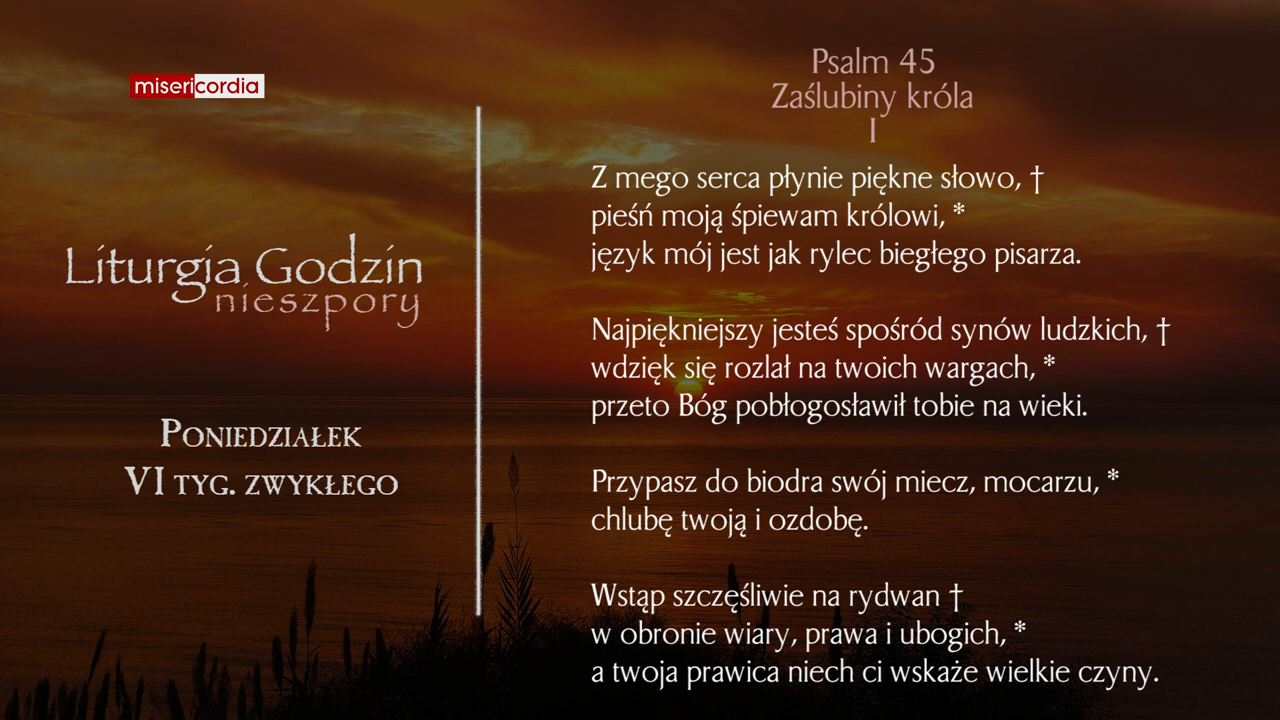 misericordia
Liturgia Godzin
nieszpory
Poniedziałek
VI tyg. zwykłego
Psalm 45
Zaślubiny króla
I
Z mego serca płynie piękne słowo, †
pieśń moją śpiewam królowi, *
język mój jest jak rylec biegłego pisarza.
Najpiękniejszy jesteś spośród synów ludzkich, †
wdzięk się rozlał na twoich wargach, *
przeto Bóg pobłogosławił tobie na wieki.
Przypasz do biodra swój miecz, mocarzu, *
chlubę twoją i ozdobę.
Wstąp szczęśliwie na rydwan †
w obronie wiary, prawa i ubogich, *
a twoja prawica niech ci wskaże wielkie czyny.